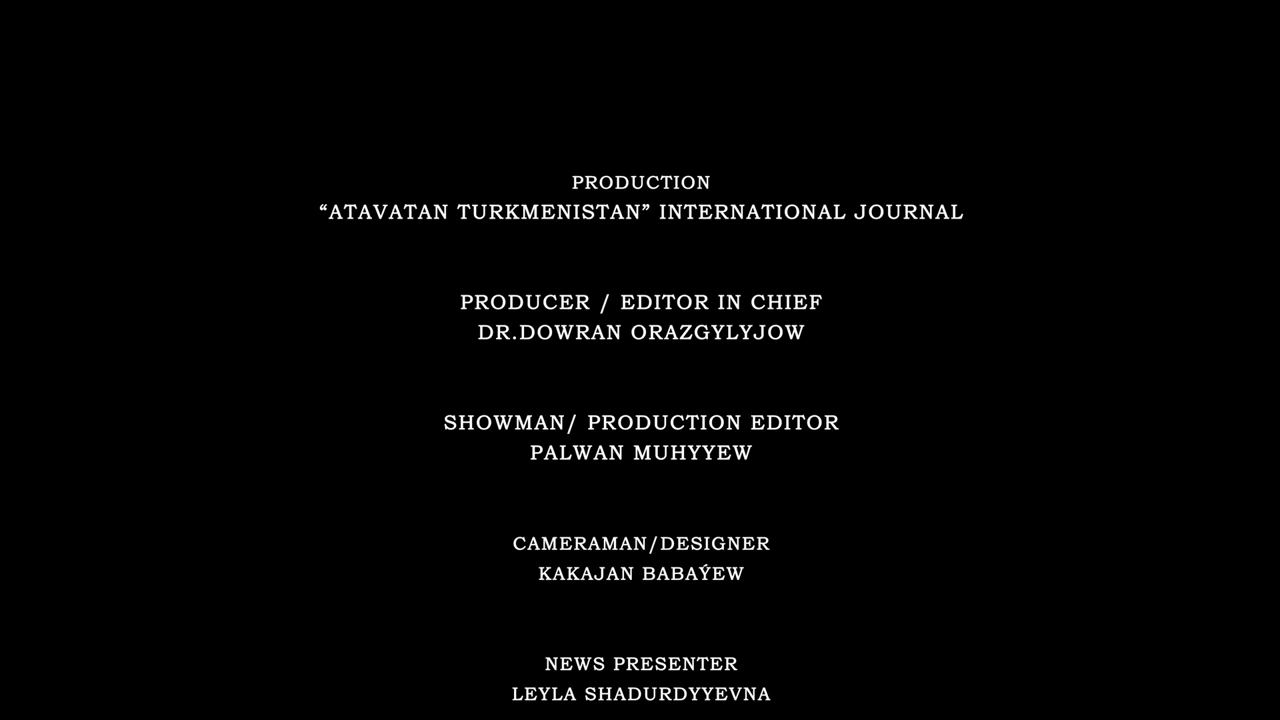 PRODUCTION
“ATAVATAN TURKMENISTAN” INTERNATIONAL JOURNAL
PRODUCER / EDITOR IN CHIEF
DR.DOWRAN ORAZGYLYJOW
SHOWMAN/ PRODUCTION EDITOR
PALWAN MUHYYEW
CAMERAMAN/DESIGNER
KAKAJAN BABAÝEW
NEWS PRESENTER
LEYLA SHADURDYYEVNA